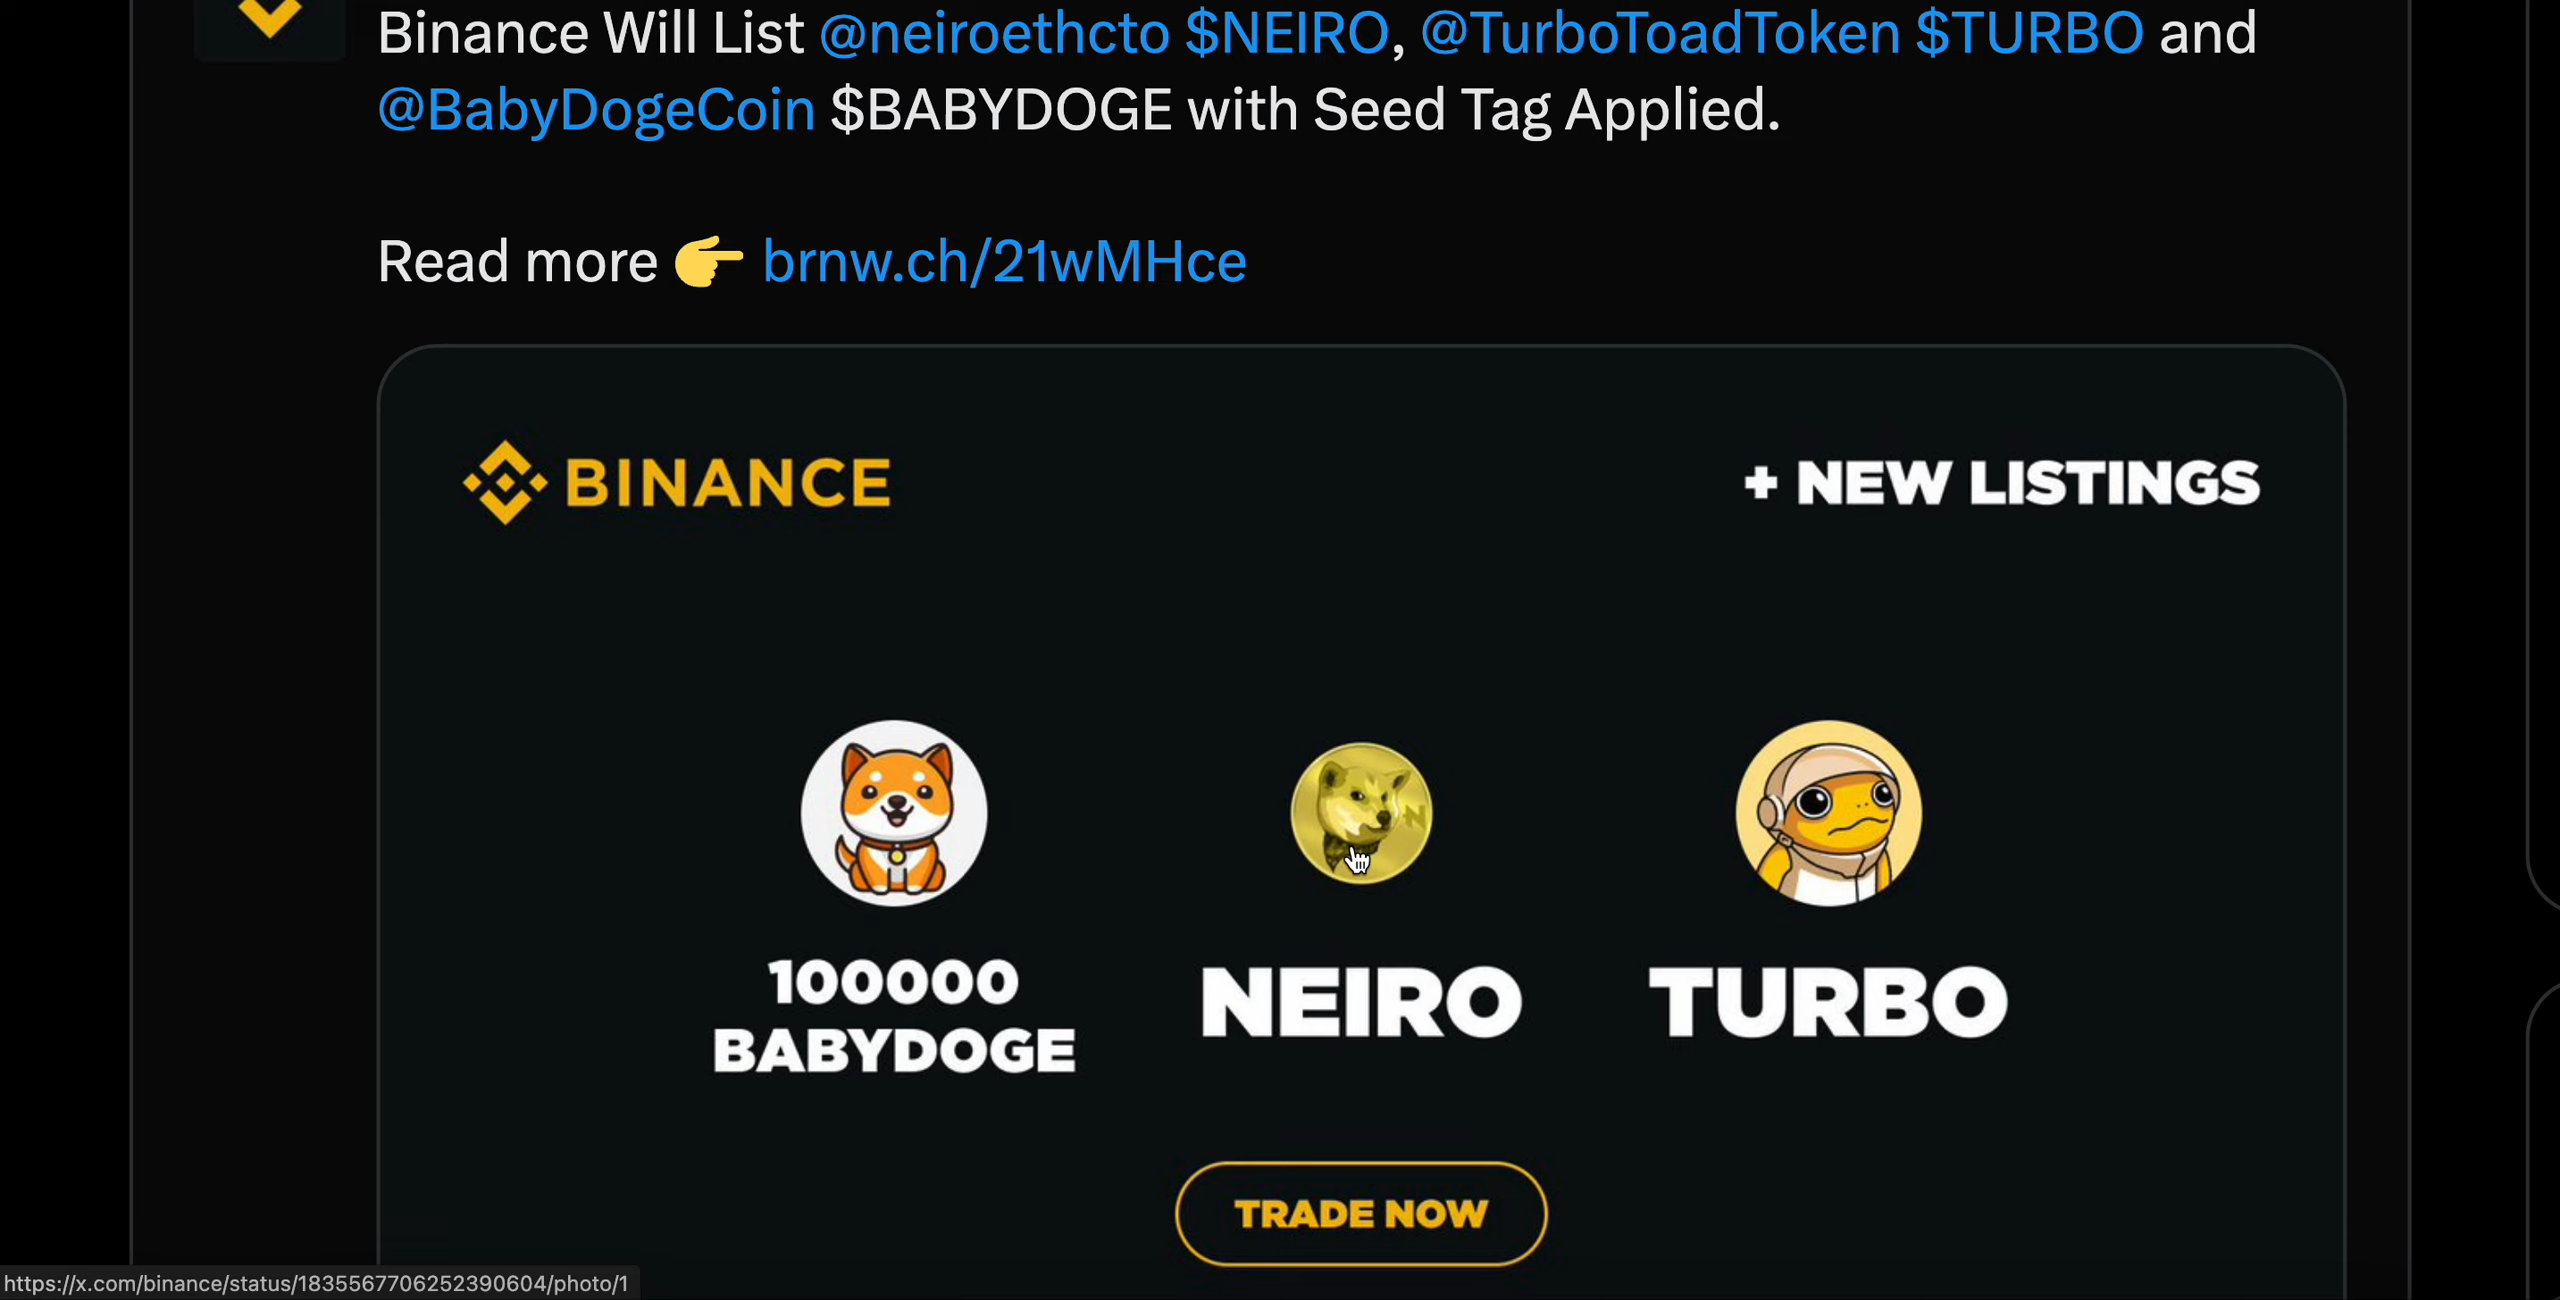 Binance Will List @neiroethcto $NEIRO, @TurboToadToken $TURBO and
@BabyDogeCoin $BABYDOGE with Seed Tag Applied.
Read more 👉 brnw.ch/21wMHce
BINANCE
+ NEW LISTINGS
N
100000
BABYDOGE
NEIRO
TURBO
TRADE NOW
https://x.com/binance/status/1835567706252390604/photo/1